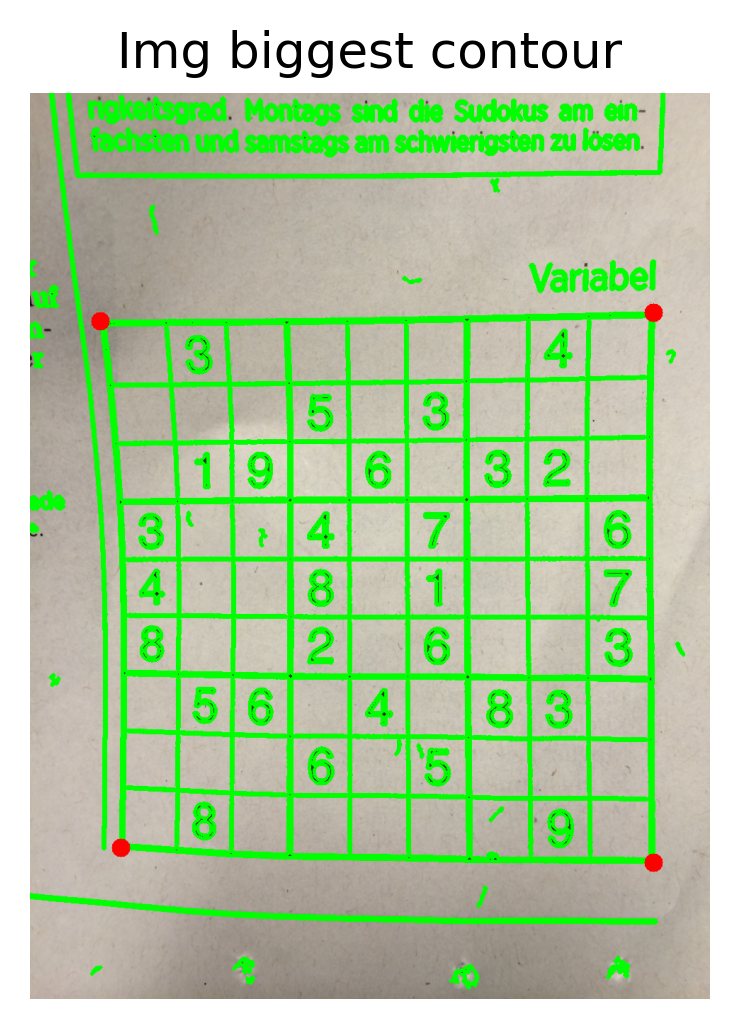 Img biggest contour
rigkeitsgrad. Montags sind die Sudokus am ein-
fachsten und samstags am schwierigsten zu lösen.
Variabel
3 4
5 3
1 9 6 3 2
3 4 7 6
4 8 1 7
8 2 6 3
5 6 4 8 3
6 5
8 9